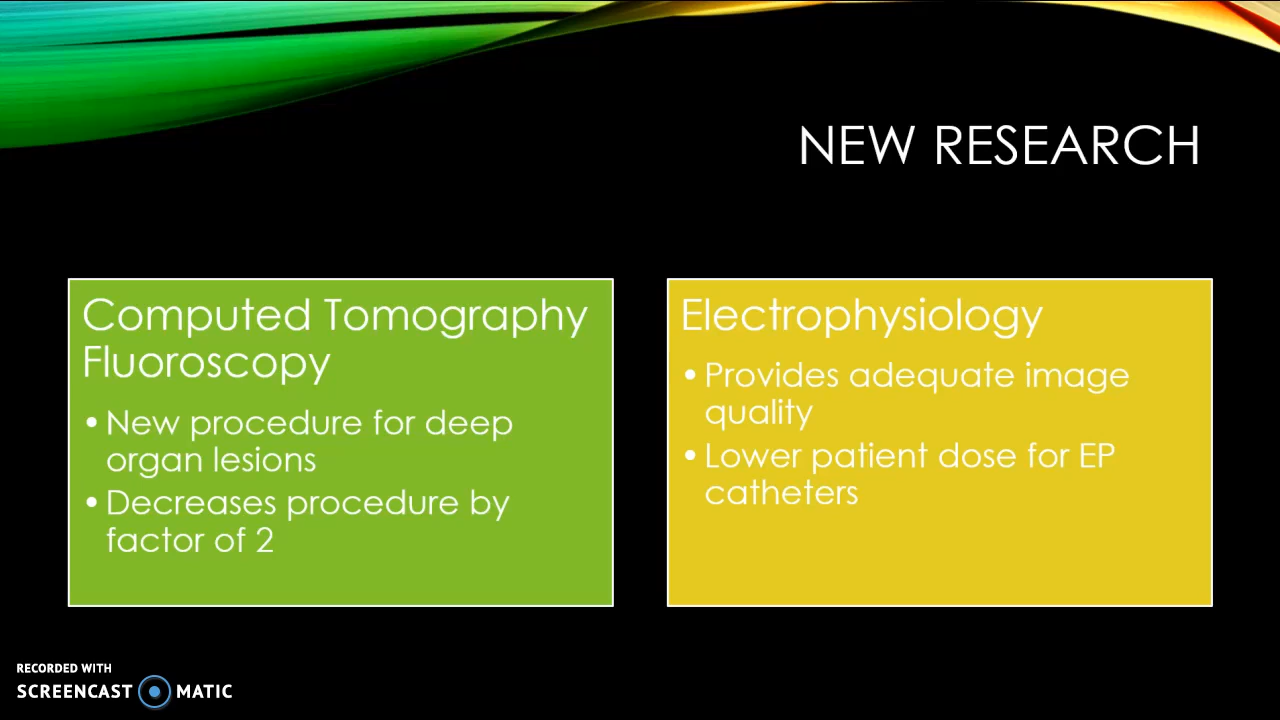 NEW RESEARCH
Computed Tomography
Fluoroscopy
• New procedure for deep
organ lesions
• Decreases procedure by
factor of 2
Electrophysiology
• Provides adequate image
quality
• Lower patient dose for EP
catheters
RECORDED WITH
SCREENCAST MATIC